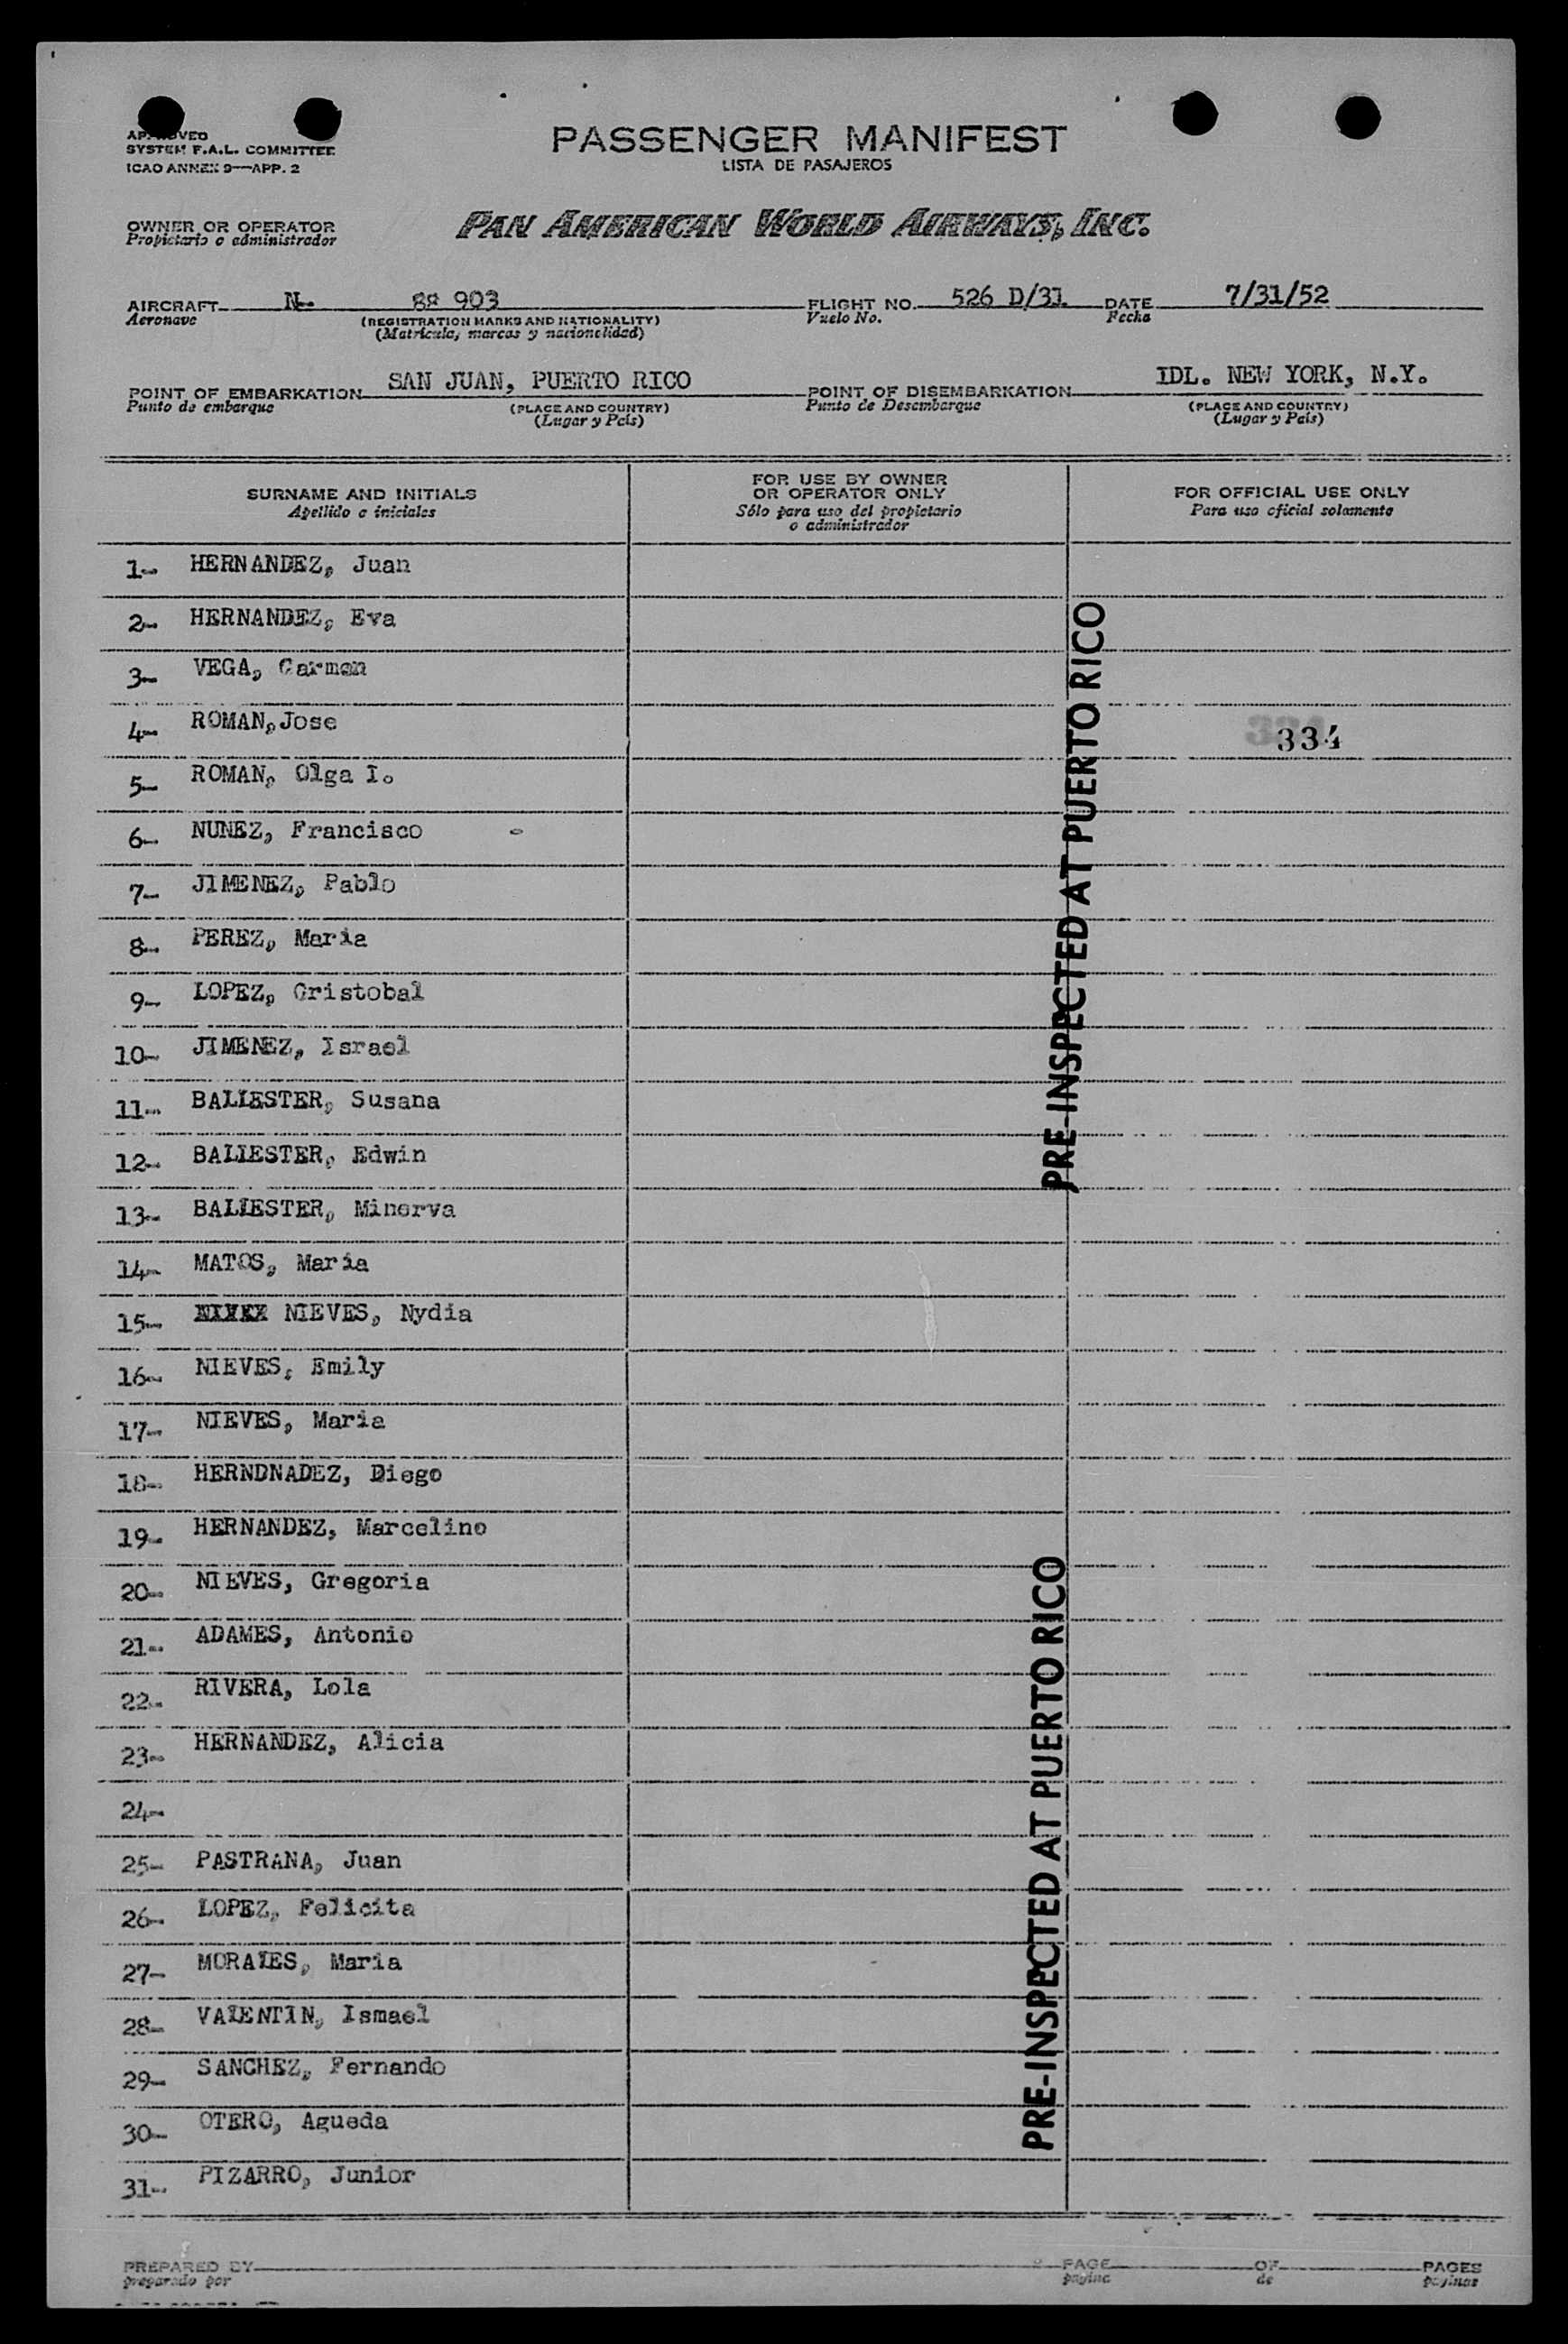 APPROVED
SYSTEM F.A.L. COMMITTEE
ICAO ANNEX 9—APP. 2
PASSENGER MANIFEST
LISTA DE PASAJEROS
OWNER OR OPERATOR
Propietario o administrador
PAN AMERICAN WORLD AIRWAYS, INC.
AIRCRAFT N- 88 903 FLIGHT NO. 526 D/31 DATE 7/31/52
Aeronave (REGISTRATION MARKS AND NATIONALITY) Vuelo No. Fecha
(Matrícula, marcas y nacionalidad)
POINT OF EMBARKATION SAN JUAN, PUERTO RICO POINT OF DISEMBARKATION IDL. NEW YORK, N.Y.
Punto de embarque (PLACE AND COUNTRY) Punto de Desembarque (PLACE AND COUNTRY)
(Lugar y País) (Lugar y País)
SURNAME AND INITIALS
Apellido e iniciales
FOR USE BY OWNER
OR OPERATOR ONLY
Sólo para uso del propietario
o administrador
FOR OFFICIAL USE ONLY
Para uso oficial solamente
1- HERNANDEZ, Juan
2- HERNANDEZ, Eva
3- VEGA, Carmen
4- ROMAN,Jose
334
5- ROMAN, Olga I.
6- NUNEZ, Francisco -
7- JIMENEZ, Pablo
8- PEREZ, Maria
9- LOPEZ, Cristobal
10- JIMENEZ, Israel
11- BALLESTER, Susana
12- BALLESTER, Edwin
13- BALLESTER, Minerva
14- MATOS, Maria
15- NIEVES, Nydia
16- NIEVES, Emily
17- NIEVES, Maria
18- HERNDNADEZ, Diego
19- HERNANDEZ, Marcelino
20- NIEVES, Gregoria
21- ADAMES, Antonio
22- RIVERA, Lola
23- HERNANDEZ, Alicia
24-
25- PASTRANA, Juan
26- LOPEZ, Felicita
27- MORALES, Maria
28- VALENTIN, Ismael
29- SANCHEZ, Fernando
30- OTERO, Agueda
31- PIZARRO, Junior
PRE-INSPECTED AT PUERTO RICO
PRE-INSPECTED AT PUERTO RICO
PREPARED BY PAGE OF PAGES
preparado por página de páginas